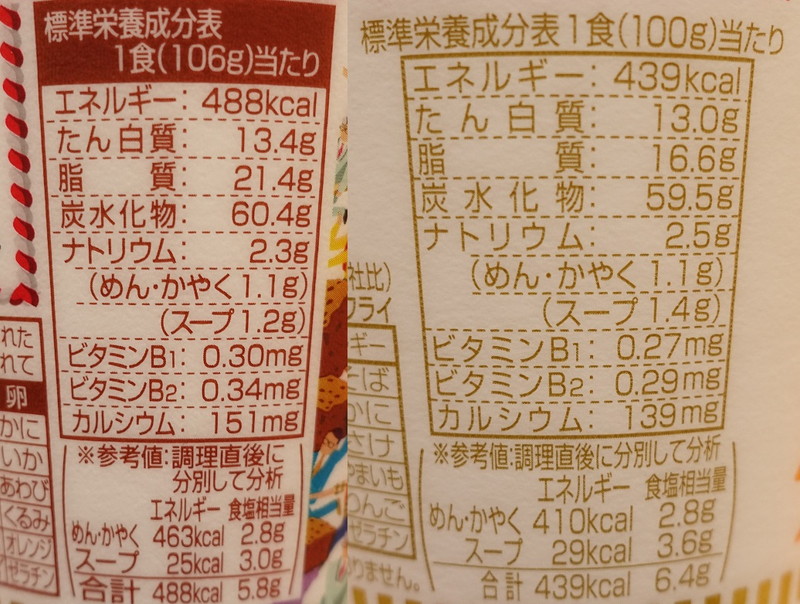 標準栄養成分表
1食(106g)当たり
エネルギー: 488kcal
たん白質: 13.4g
脂質: 21.4g
炭水化物: 60.4g
ナトリウム: 2.3g
(めん・かやく1.1g)
(スープ1.2g)
ビタミンB1: 0.30mg
ビタミンB2: 0.34mg
カルシウム: 151mg
※参考値:調理直後に
分別して分析
エネルギー 食塩相当量
めん・かやく 463kcal 2.8g
スープ 25kcal 3.0g
合計 488kcal 5.8g
れた
れて
卵
かに
いか
あわび
くるみ
オレンジ
ゼラチン
標準栄養成分表1食(100g)当たり
エネルギー: 439kcal
たん白質: 13.0g
脂質: 16.6g
炭水化物: 59.5g
ナトリウム: 2.5g
(めん・かやく1.1g)
(スープ1.4g)
ビタミンB1: 0.27mg
ビタミンB2: 0.29mg
カルシウム: 139mg
※参考値:調理直後に分別して分析
エネルギー 食塩相当量
めん・かやく 410kcal 2.8g
スープ 29kcal 3.6g
合計 439kcal 6.4g
社比)
フライ
ギー
そば
かに
さけ
やまいも
りんご
ゼラチン
りません。